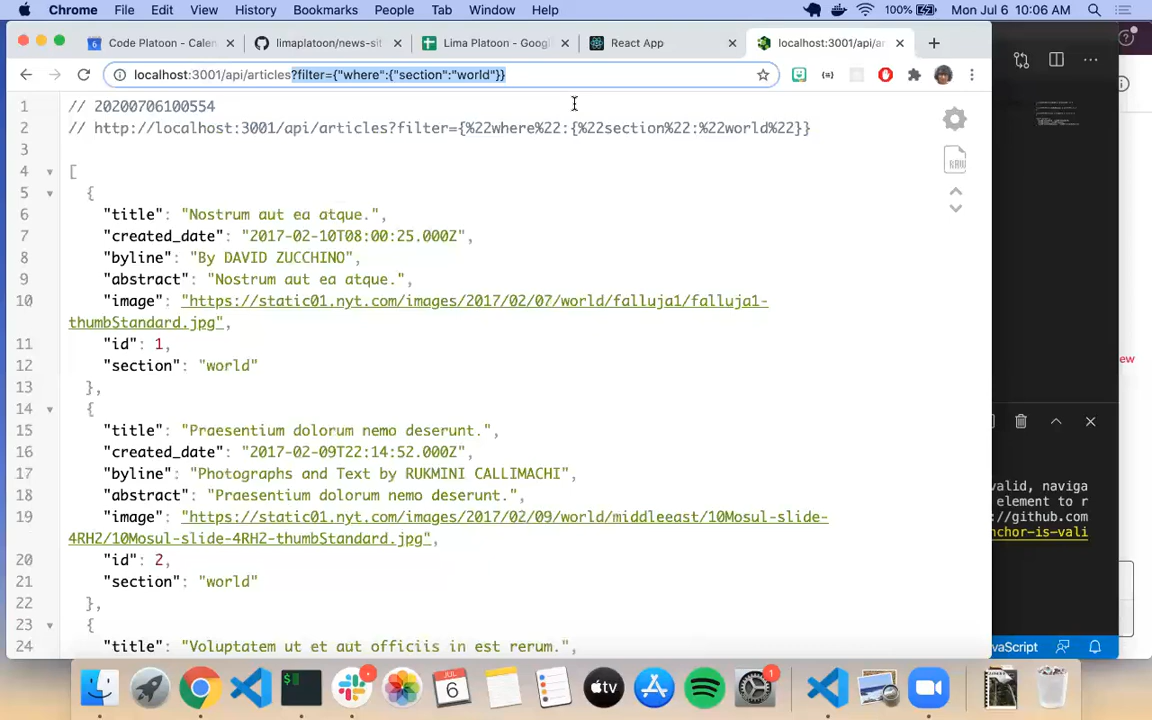 Chrome File Edit View History Bookmarks People Tab Window Help 100% Mon Jul 6 10:06 AM
Code Platoon - Calen limaplatoon/news-sit Lima Platoon - Goog React App localhost:3001/api/ar
localhost:3001/api/articles?filter={"where":{"section":"world"}}
1 // 20200706100554
2 // http://localhost:3001/api/articles?filter={%22where%22:{%22section%22:%22world%22}}
3
4 [
5 {
6 "title": "Nostrum aut ea atque.",
7 "created_date": "2017-02-10T08:00:25.000Z",
8 "byline": "By DAVID ZUCCHINO",
9 "abstract": "Nostrum aut ea atque.",
10 "image": "https://static01.nyt.com/images/2017/02/07/world/falluja1/falluja1-
thumbStandard.jpg",
11 "id": 1,
12 "section": "world"
13 },
14 {
15 "title": "Praesentium dolorum nemo deserunt.",
16 "created_date": "2017-02-09T22:14:52.000Z",
17 "byline": "Photographs and Text by RUKMINI CALLIMACHI",
18 "abstract": "Praesentium dolorum nemo deserunt.",
19 "image": "https://static01.nyt.com/images/2017/02/09/world/middleeast/10Mosul-slide-
4RH2/10Mosul-slide-4RH2-thumbStandard.jpg",
20 "id": 2,
21 "section": "world"
22 },
23 {
24 "title": "Voluptatem ut et aut officiis in est rerum.",
RAW
ew
valid, naviga
element to r
://github.com
nchor-is-vali
vaScript
6
tv
1